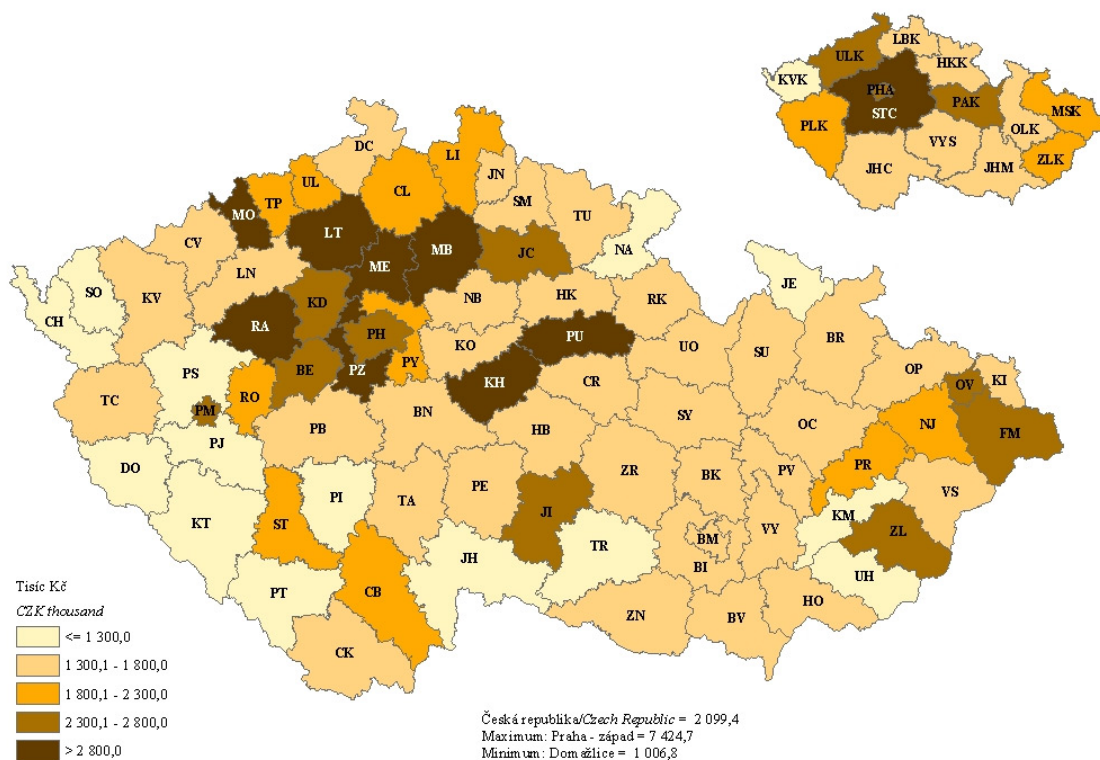 LBK
ULK
HKK
KVK
PHA
STC
PAK
MSK
PLK
OLK
VYS
ZLK
JHC
JHM
DC
LI
JN
UL
CL
TP
SM
MO
TU
LT
CV
MB
JC
NA
ME
LN
SO
KV
JE
NB
HK
RK
KD
CH
RA
BR
PH
PU
KO
UO
SU
PZ
PY
BE
OP
PS
KH
CR
KI
OV
RO
TC
PM
BN
SY
OC
NJ
PB
HB
FM
PJ
DO
ZR
BK
PV
PR
PE
VS
PI
TA
KT
ST
JI
KM
VY
BM
ZL
TR
JH
BI
UH
PT
CB
HO
ZN
BV
CK
Tisíc Kč
CZK thousand
<= 1 300,0
1 300,1 - 1 800,0
1 800,1 - 2 300,0
2 300,1 - 2 800,0
> 2 800,0
Česká republika/Czech Republic = 2 099,4
Maximum: Praha - západ = 7 424,7
Minimum: Domažlice = 1 006,8